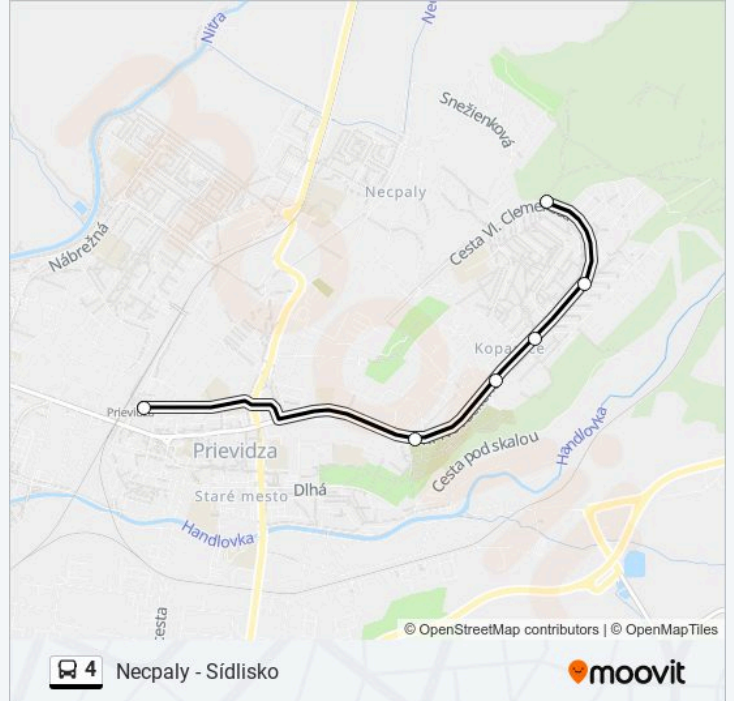 Nitra
Snežienková
Necpaly
Cesta Vl.
Nábrežná
Handlovka
Prievidza
Cesta pod skalou
Dlhá
Staré mesto
Handlovka
© OpenStreetMap contributors | © OpenMapTiles
4 Necpaly - Sídlisko
moovit